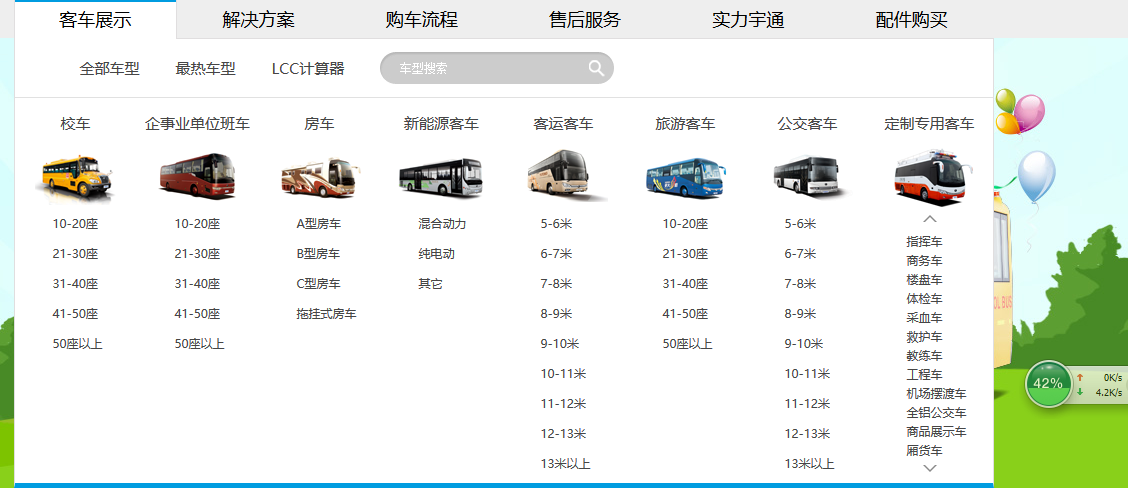 客车展示 解决方案 购车流程 售后服务 实力宇通 配件购买
全部车型 最热车型 LCC计算器 车型搜索
校车 企事业单位班车 房车 新能源客车 客运客车 旅游客车 公交客车 定制专用客车
10-20座 10-20座 A型房车 混合动力 5-6米 10-20座 5-6米
21-30座 21-30座 B型房车 纯电动 6-7米 21-30座 6-7米
31-40座 31-40座 C型房车 其它 7-8米 31-40座 7-8米
41-50座 41-50座 拖挂式房车 8-9米 41-50座 8-9米
50座以上 50座以上 9-10米 50座以上 9-10米
10-11米 10-11米
11-12米 11-12米
12-13米 12-13米
13米以上 13米以上
指挥车
商务车
楼盘车
体检车
采血车
救护车
教练车
工程车
机场摆渡车
全铝公交车
商品展示车
厢货车
OL BUS
42% 0K/s
4.2K/s